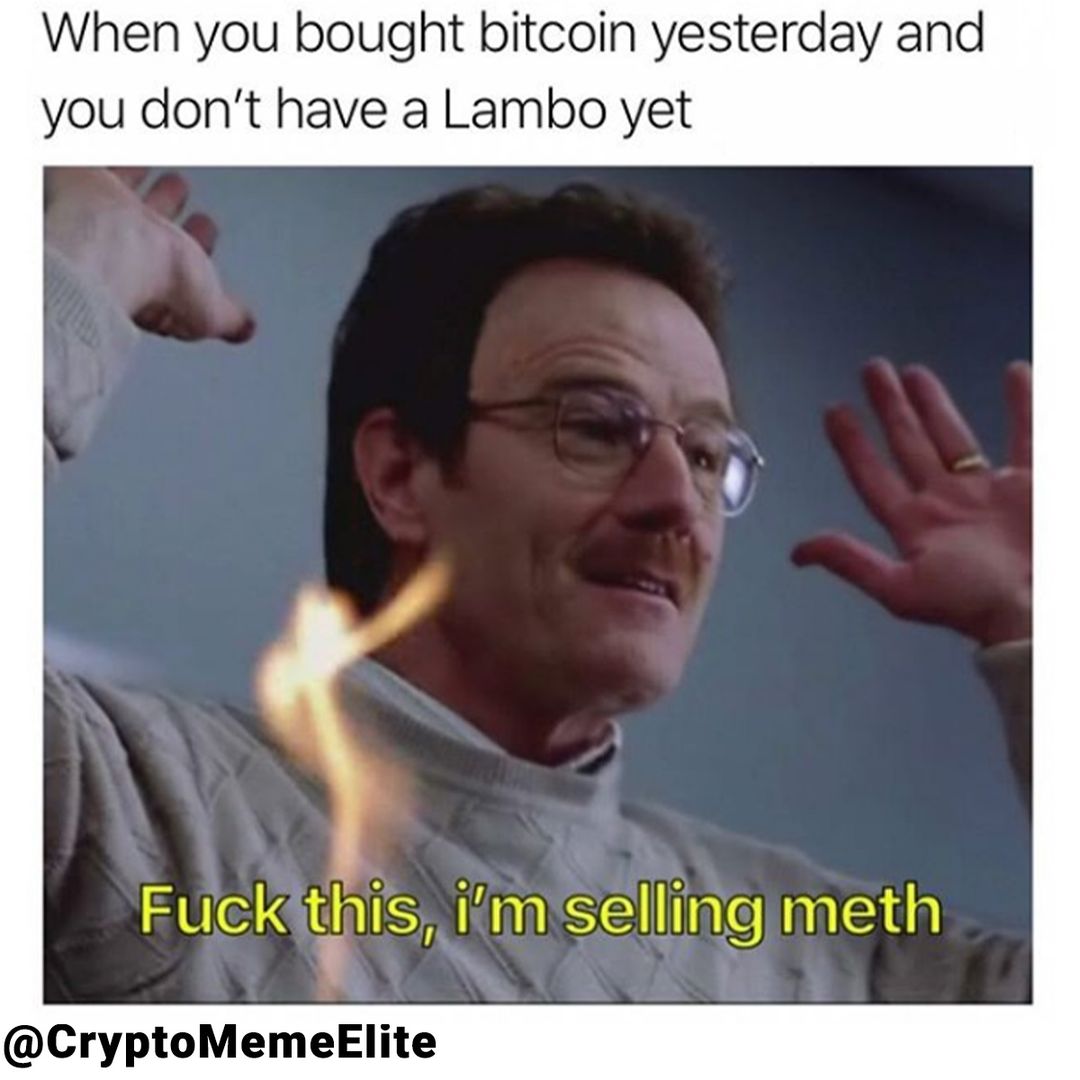 When you bought bitcoin yesterday and
you don't have a Lambo yet
Fuck this, i'm selling meth
@CryptoMemeElite